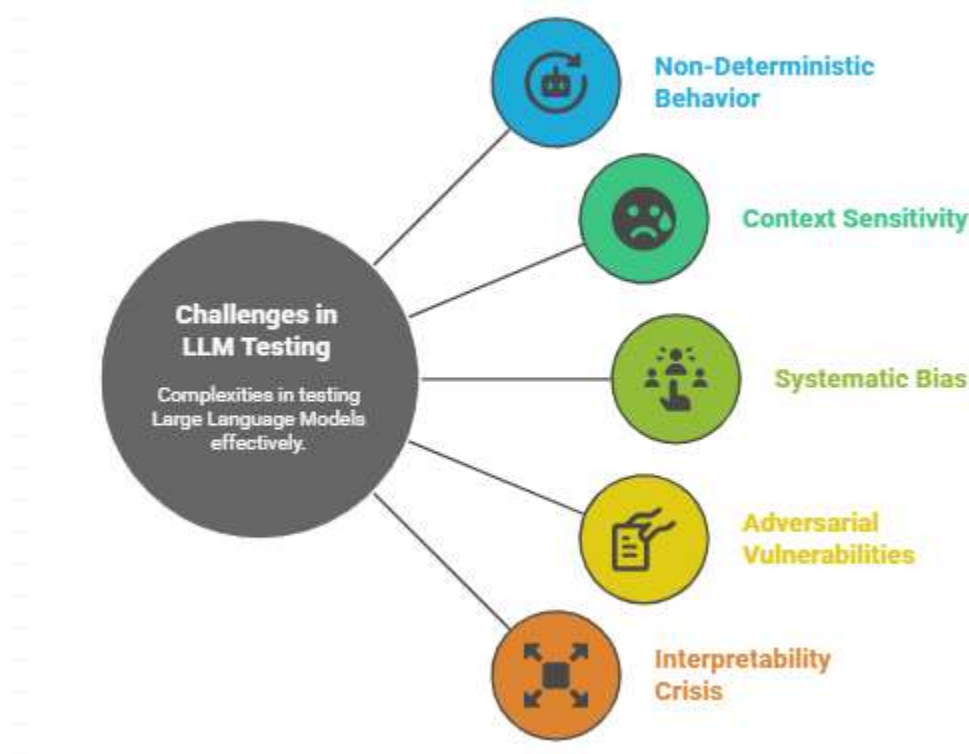 Non-Deterministic
Behavior
Context Sensitivity
Challenges in
LLM Testing
Complexities in testing
Large Language Models
effectively.
Systematic Bias
Adversarial
Vulnerabilities
Interpretability
Crisis